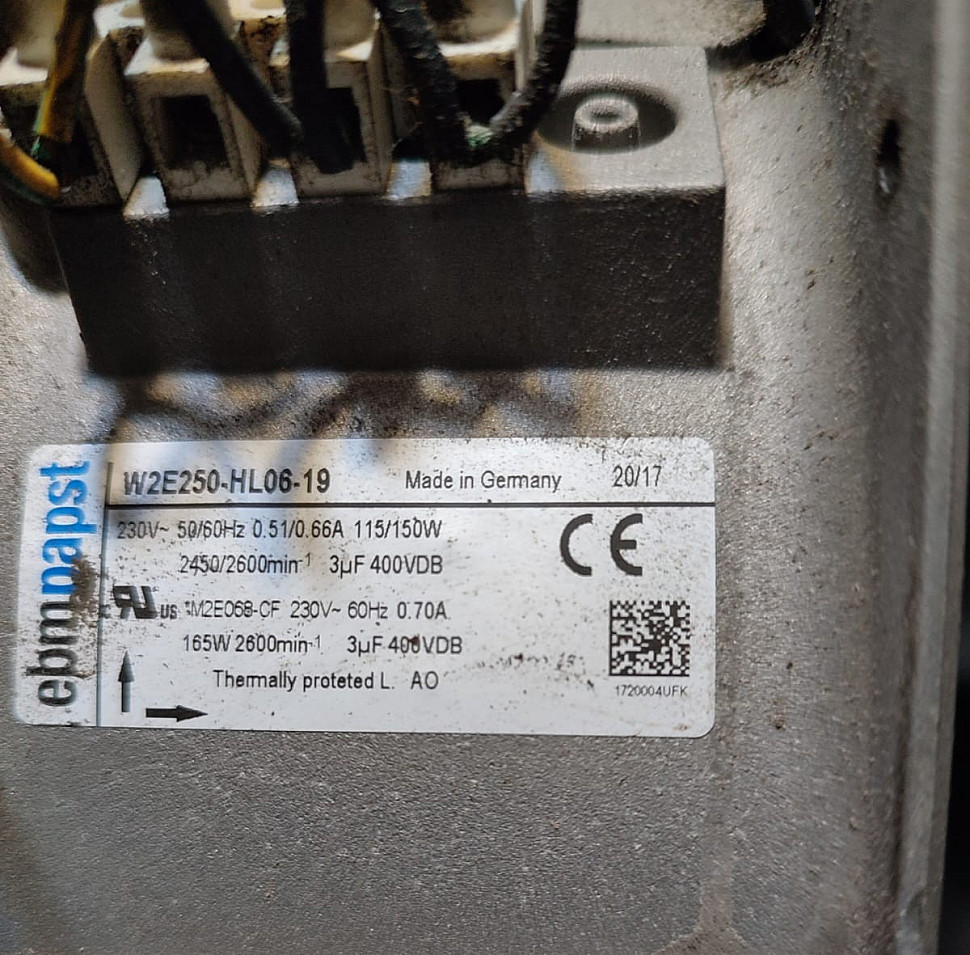 ebmpapst
W2E250-HL06-19 Made in Germany 20/17
230V~ 50/60Hz 0.51/0.66A 115/150W
2450/2600min-1 3µF 400VDB
CE
US *M2E068-CF 230V~ 60Hz 0.70A
165W 2600min-1 3µF 400VDB
Thermally proteted L. AO
1720004UFK